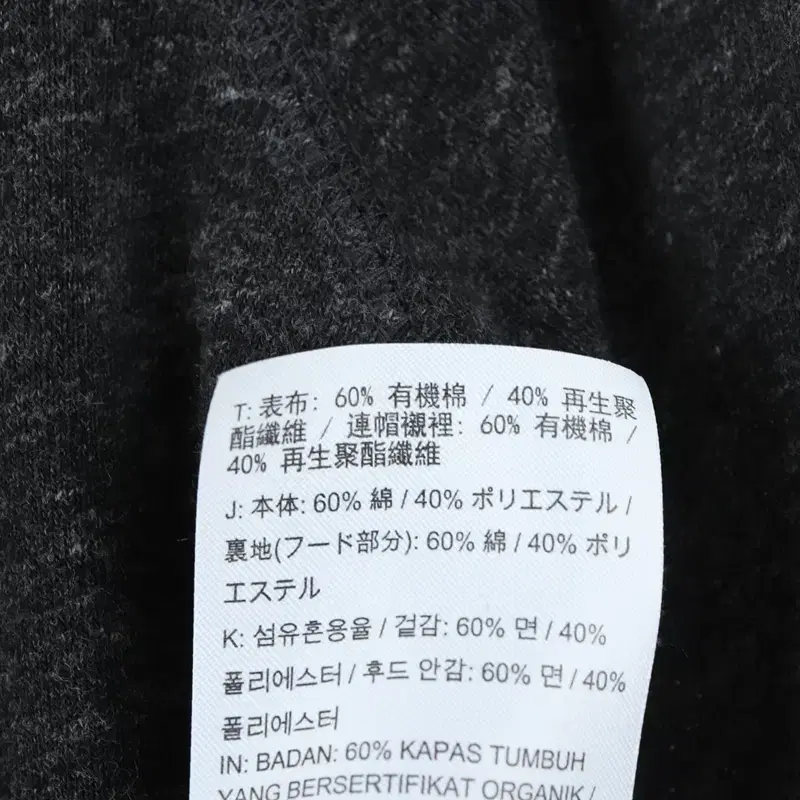 T: 表布: 60% 有機棉 / 40% 再生聚
酯纖維 / 連帽襯裡: 60% 有機棉 /
40% 再生聚酯纖維
J: 本体: 60% 綿 / 40% ポリエステル /
裏地(フード部分): 60% 綿 / 40% ポリ
エステル
K: 섬유혼용율 / 겉감: 60% 면 / 40%
폴리에스터 / 후드 안감: 60% 면 / 40%
폴리에스터
IN: BADAN: 60% KAPAS TUMBUH
YANG BERSERTIFIKAT ORGANIK /